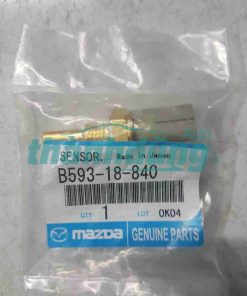 SENSOR, Made in Japan
B593-18-840
QTY 1 LOT 0K04
mazda GENUINE PARTS